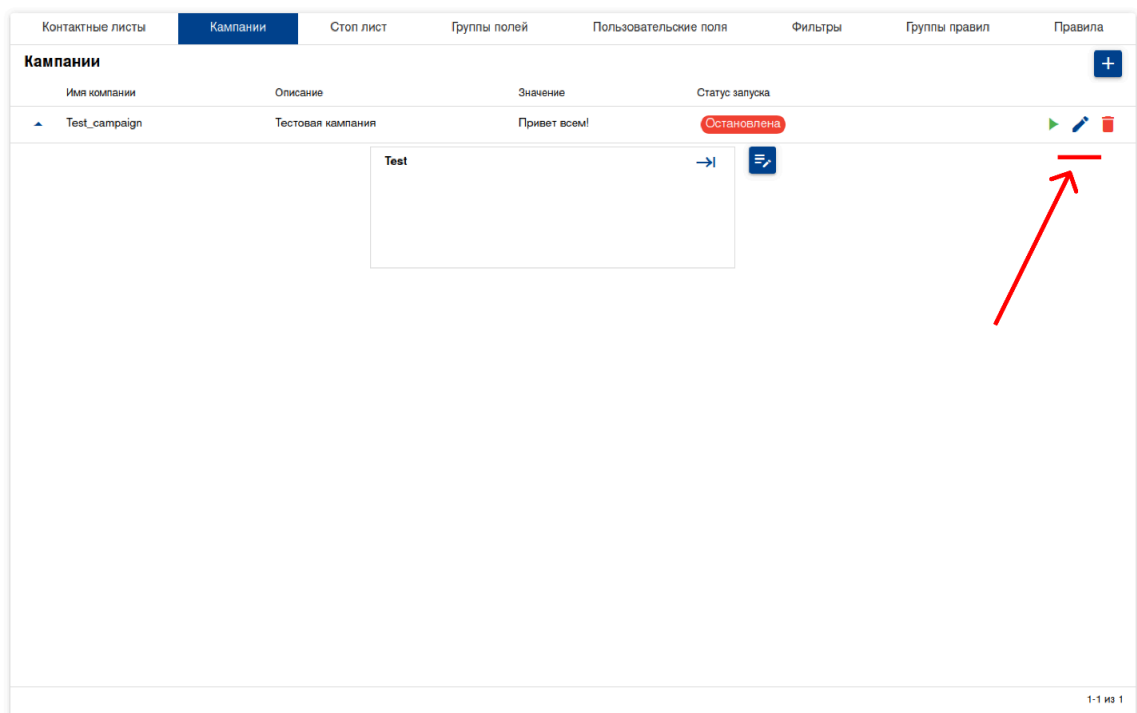 Контактные листы Кампании Стоп лист Группы полей Пользовательские поля Фильтры Группы правил Правила
Кампании
Имя компании Описание Значение Статус запуска
Test_campaign Тестовая кампания Привет всем! Остановлена
Test
1-1 из 1